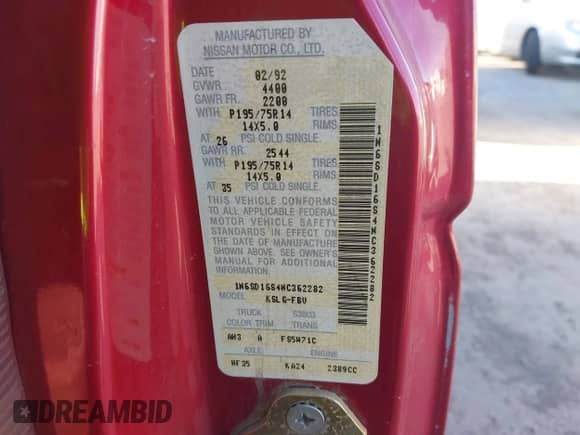 MANUFACTURED BY
NISSAN MOTOR CO., LTD.
DATE 02/92
GVWR 4400
GAWR FR. 2200
WITH P195/75R14 TIRES
14X5.0 RIMS
AT 26 PSI COLD SINGLE.
GAWR RR. 2544
WITH P195/75R14 TIRES
14X5.0 RIMS
AT 35 PSI COLD SINGLE.
THIS VEHICLE CONFORMS
TO ALL APPLICABLE FEDERAL
MOTOR VEHICLE SAFETY
STANDARDS IN EFFECT ON
THE DATE OF MANUFACTURE
SHOWN ABOVE. SEE OWNER'S
MANUAL FOR ADDITIONAL
INFORMATION.
1N6SD16S4NC362282
MODEL KSLG-FBV
TRUCK
COLOR TRIM TRANS
AH3 A FS5W71C
AXLE ENGINE
HF35 KA24 2389CC
1N6SD16S4NC362282
DREAMBID